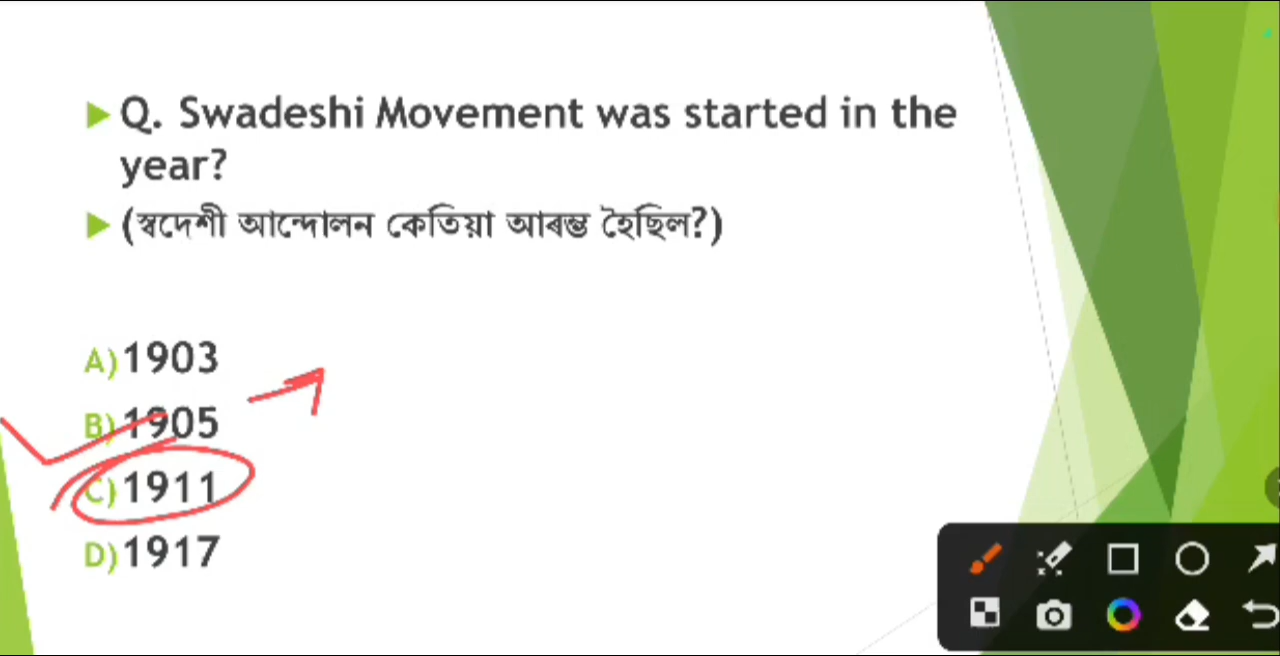 Q. Swadeshi Movement was started in the
year?
(স্বদেশী আন্দোলন কেতিয়া আৰম্ভ হৈছিল?)
A) 1903
B) 1905
C) 1911
D) 1917